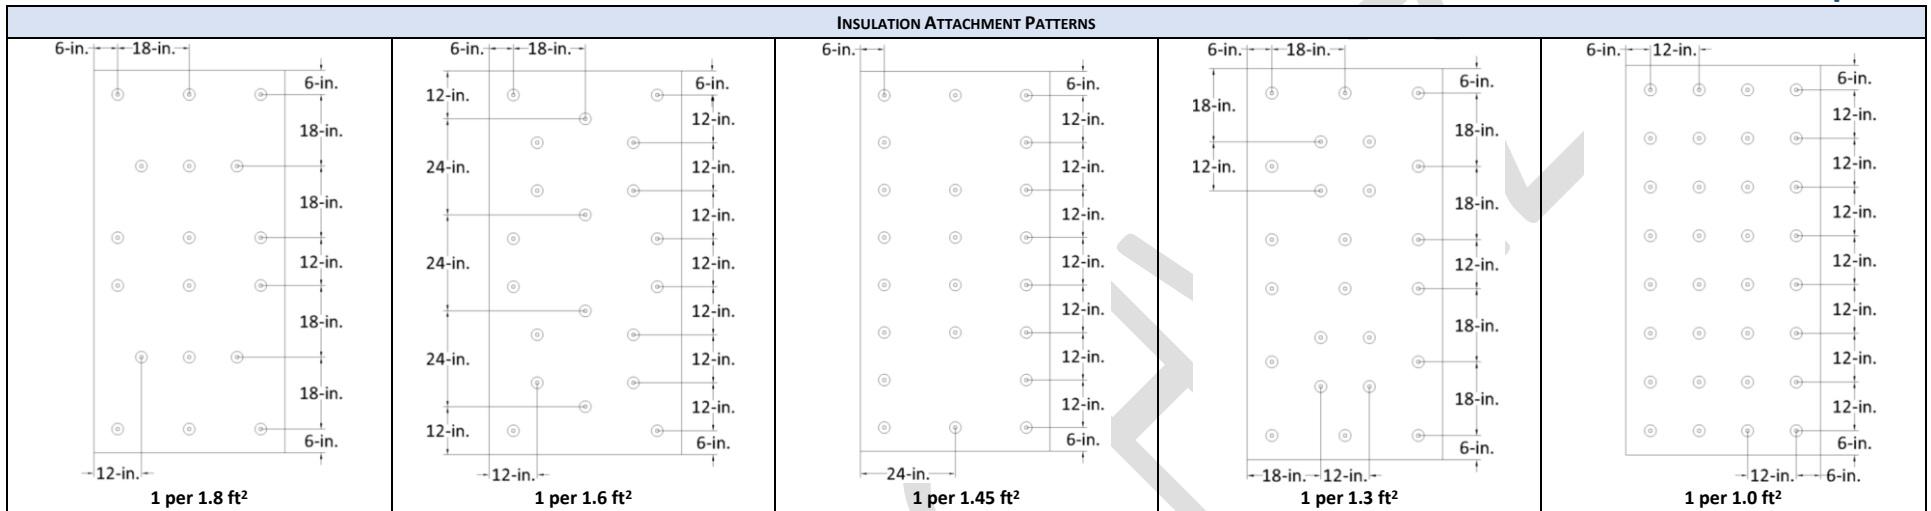 INSULATION ATTACHMENT PATTERNS
6-in. 18-in.
6-in.
18-in.
18-in.
12-in.
18-in.
18-in.
6-in.
12-in.
1 per 1.8 ft²
6-in. 18-in.
12-in.
24-in.
24-in.
24-in.
12-in.
6-in.
12-in.
12-in.
12-in.
12-in.
12-in.
12-in.
12-in.
6-in.
12-in.
1 per 1.6 ft²
6-in.
6-in.
12-in.
12-in.
12-in.
12-in.
12-in.
12-in.
12-in.
6-in.
24-in.
1 per 1.45 ft²
6-in. 18-in.
18-in.
12-in.
6-in.
18-in.
18-in.
12-in.
18-in.
18-in.
6-in.
18-in. 12-in.
1 per 1.3 ft²
6-in. 12-in.
6-in.
12-in.
12-in.
12-in.
12-in.
12-in.
12-in.
12-in.
6-in.
12-in. 6-in.
1 per 1.0 ft²